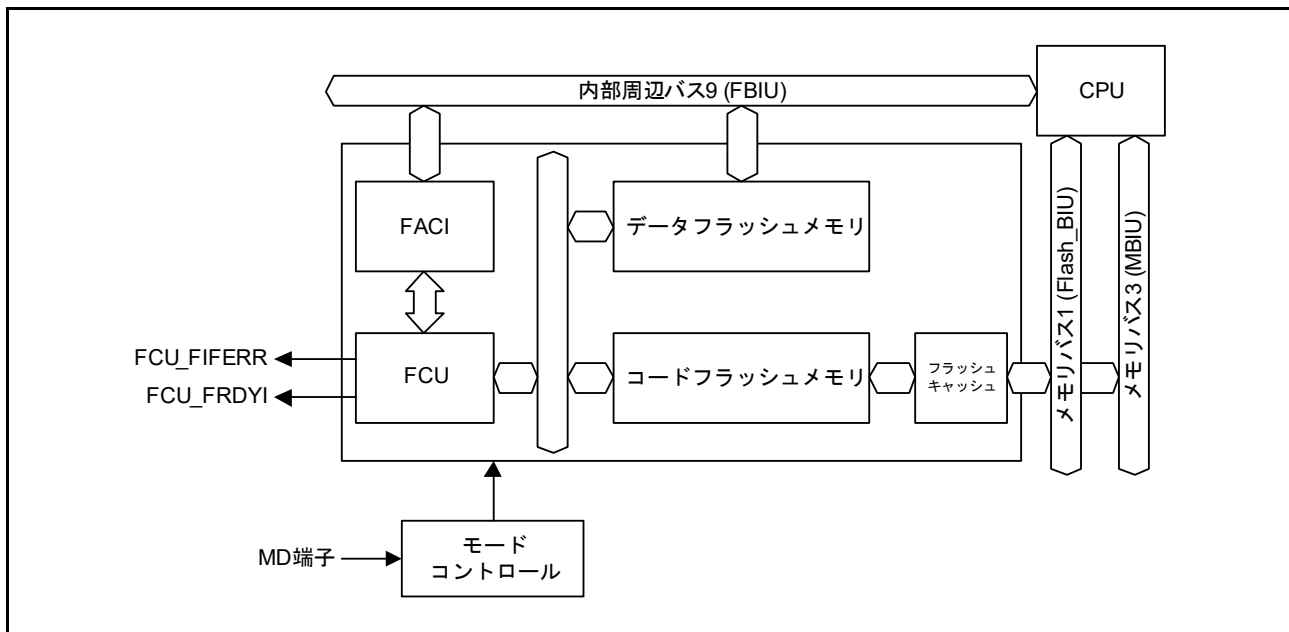 内部周辺バス9 (FBIU)
CPU
FACI
データフラッシュメモリ
メモリバス1 (Flash_BIU)
メモリバス3 (MBIU)
FCU_FIFERR
FCU_FRDYI
FCU
コードフラッシュメモリ
フラッシュ
キャッシュ
MD端子
モード
コントロール